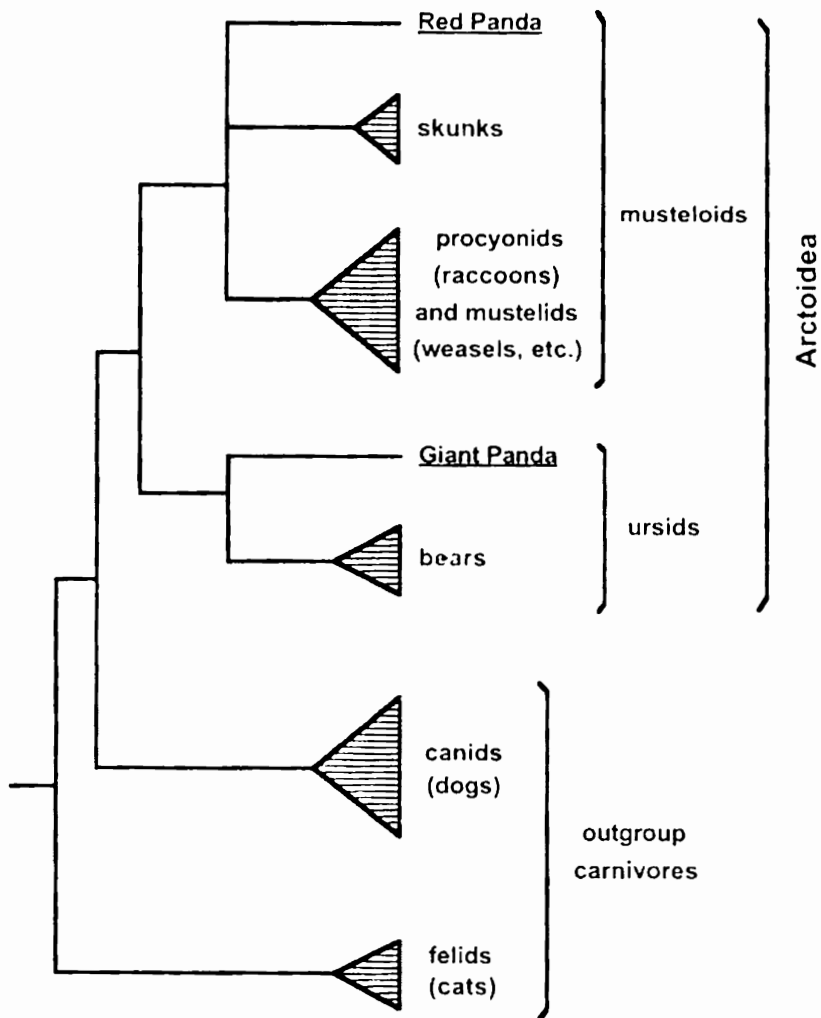 Red Panda
skunks
procyonids
(raccoons)
and mustelids
(weasels, etc.)
musteloids
Arctoidea
Giant Panda
bears
ursids
canids
(dogs)
outgroup
carnivores
felids
(cats)